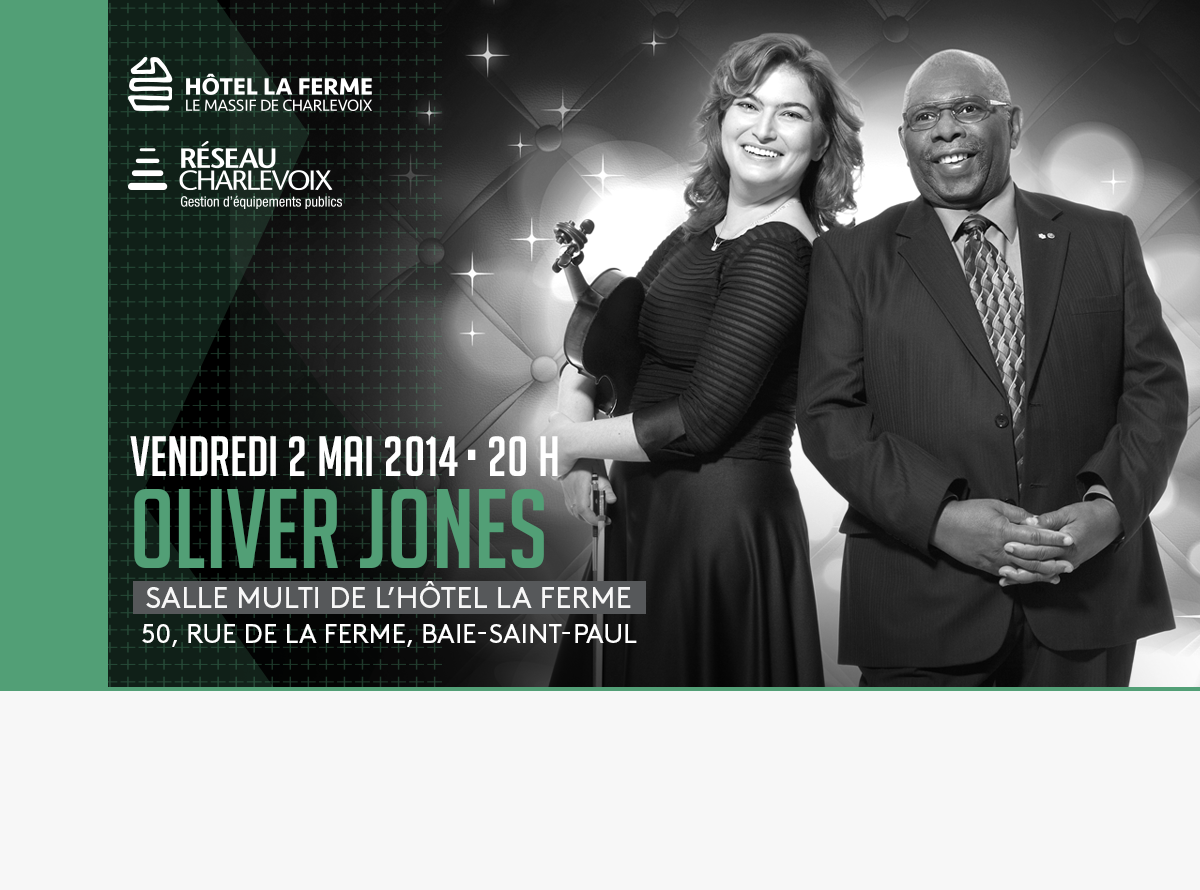 HÔTEL LA FERME
LE MASSIF DE CHARLEVOIX
RÉSEAU
CHARLEVOIX
Gestion d'équipements publics
VENDREDI 2 MAI 2014 · 20 H
OLIVER JONES
SALLE MULTI DE L'HÔTEL LA FERME
50, RUE DE LA FERME, BAIE-SAINT-PAUL